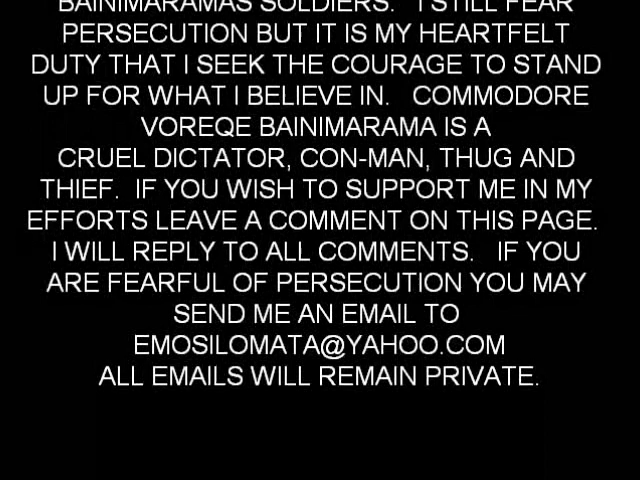 BAINIMARAMAS SOLDIERS. I STILL FEAR
PERSECUTION BUT IT IS MY HEARTFELT
DUTY THAT I SEEK THE COURAGE TO STAND
UP FOR WHAT I BELIEVE IN. COMMODORE
VOREQE BAINIMARAMA IS A
CRUEL DICTATOR, CON-MAN, THUG AND
THIEF. IF YOU WISH TO SUPPORT ME IN MY
EFFORTS LEAVE A COMMENT ON THIS PAGE.
I WILL REPLY TO ALL COMMENTS. IF YOU
ARE FEARFUL OF PERSECUTION YOU MAY
SEND ME AN EMAIL TO
EMOSILOMATA@YAHOO.COM
ALL EMAILS WILL REMAIN PRIVATE.